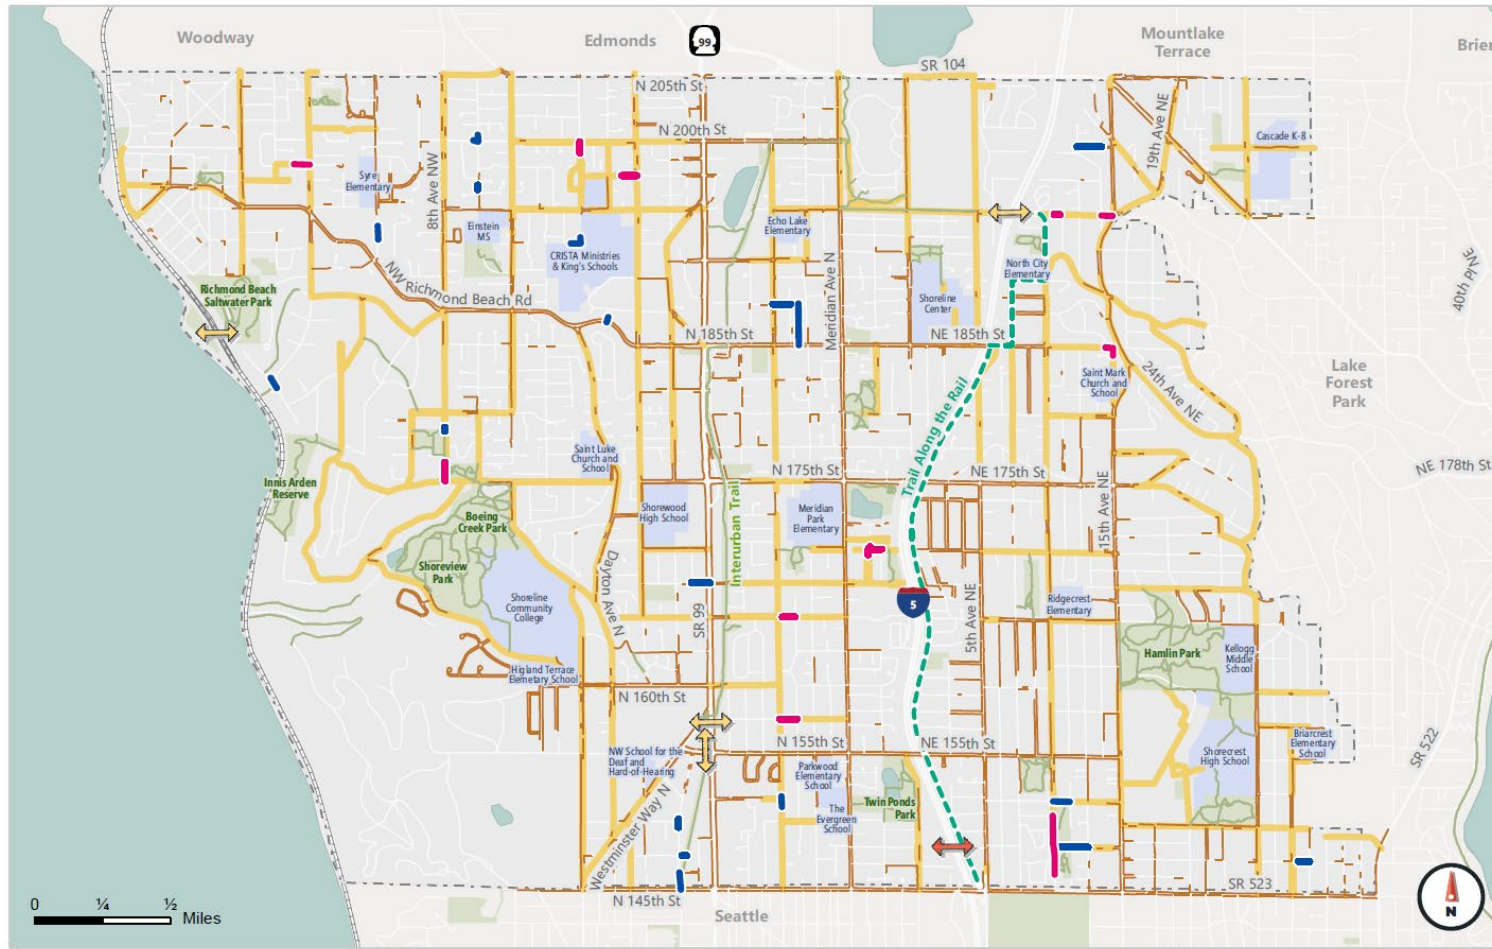 Woodway
Edmonds
99
Mountlake
Terrace
Brier
SR 104
N 205th St
N 200th St
19th Ave NE
Cascade K-8
8th Ave NW
Syre
Elementary
Einstein
MS
CRISTA Ministries
& King's Schools
Echo Lake
Elementary
Meridian Ave N
North City
Elementary
Shoreline
Center
40th Pl NE
Richmond Beach
Saltwater Park
NW Richmond Beach Rd
N 185th St
NE 185th St
Saint Mark
Church and
School
24th Ave NE
Lake
Forest
Park
Trail Along the Rail
Saint Luke
Church and
School
N 175th St
NE 175th St
NE 178th St
Innis Arden
Reserve
Shorewood
High School
Interurban Trail
Meridian
Park
Elementary
15th Ave NE
Boeing
Creek Park
Shoreview
Park
Dayton Ave N
Shoreline
Community
College
SR 99
5
5th Ave NE
Ridgecrest
Elementary
Hamlin Park
Kellogg
Middle
School
Higland Terrace
Elemetary School
N 160th St
NW School for the
Deaf and
Hard-of-Hearing
N 155th St
NE 155th St
Shorecrest
High School
Briarcrest
Elementary
School
SR 522
Parkwood
Elementary
School
The
Evergreen
School
Twin Ponds
Park
Westminster Way N
N 145th St
SR 523
Seattle
0 ¼ ½
Miles
N